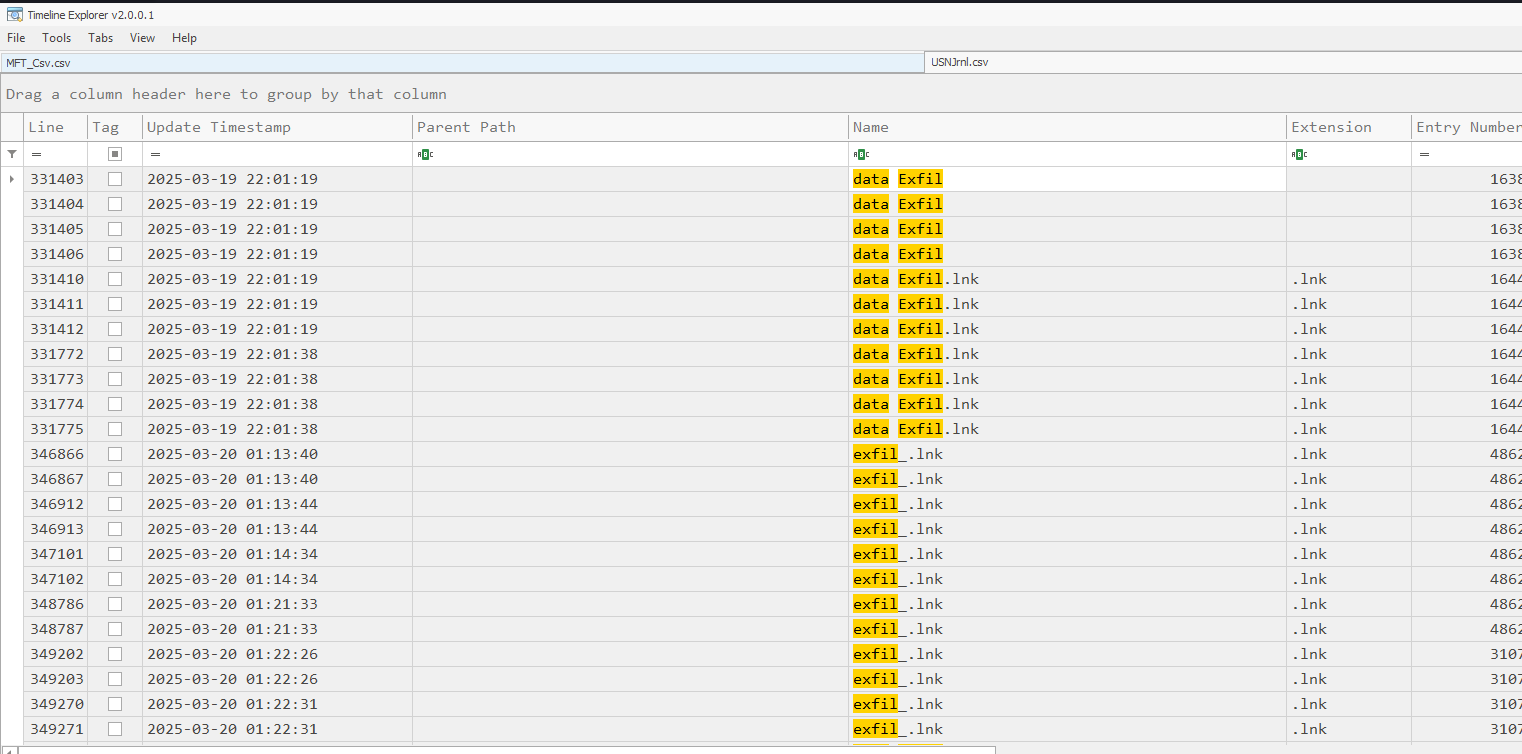 Timeline Explorer v2.0.0.1
File Tools Tabs View Help
MFT_Csv.csv USNJrnl.csv
Drag a column header here to group by that column
Line Tag Update Timestamp Parent Path Name Extension Entry Number
= = ABC ABC ABC =
331403 2025-03-19 22:01:19 data Exfil 1638
331404 2025-03-19 22:01:19 data Exfil 1638
331405 2025-03-19 22:01:19 data Exfil 1638
331406 2025-03-19 22:01:19 data Exfil 1638
331410 2025-03-19 22:01:19 data Exfil.lnk .lnk 1644
331411 2025-03-19 22:01:19 data Exfil.lnk .lnk 1644
331412 2025-03-19 22:01:19 data Exfil.lnk .lnk 1644
331772 2025-03-19 22:01:38 data Exfil.lnk .lnk 1644
331773 2025-03-19 22:01:38 data Exfil.lnk .lnk 1644
331774 2025-03-19 22:01:38 data Exfil.lnk .lnk 1644
331775 2025-03-19 22:01:38 data Exfil.lnk .lnk 1644
346866 2025-03-20 01:13:40 exfil_.lnk .lnk 4862
346867 2025-03-20 01:13:40 exfil_.lnk .lnk 4862
346912 2025-03-20 01:13:44 exfil_.lnk .lnk 4862
346913 2025-03-20 01:13:44 exfil_.lnk .lnk 4862
347101 2025-03-20 01:14:34 exfil_.lnk .lnk 4862
347102 2025-03-20 01:14:34 exfil_.lnk .lnk 4862
348786 2025-03-20 01:21:33 exfil_.lnk .lnk 4862
348787 2025-03-20 01:21:33 exfil_.lnk .lnk 4862
349202 2025-03-20 01:22:26 exfil_.lnk .lnk 3107
349203 2025-03-20 01:22:26 exfil_.lnk .lnk 3107
349270 2025-03-20 01:22:31 exfil_.lnk .lnk 3107
349271 2025-03-20 01:22:31 exfil_.lnk .lnk 3107